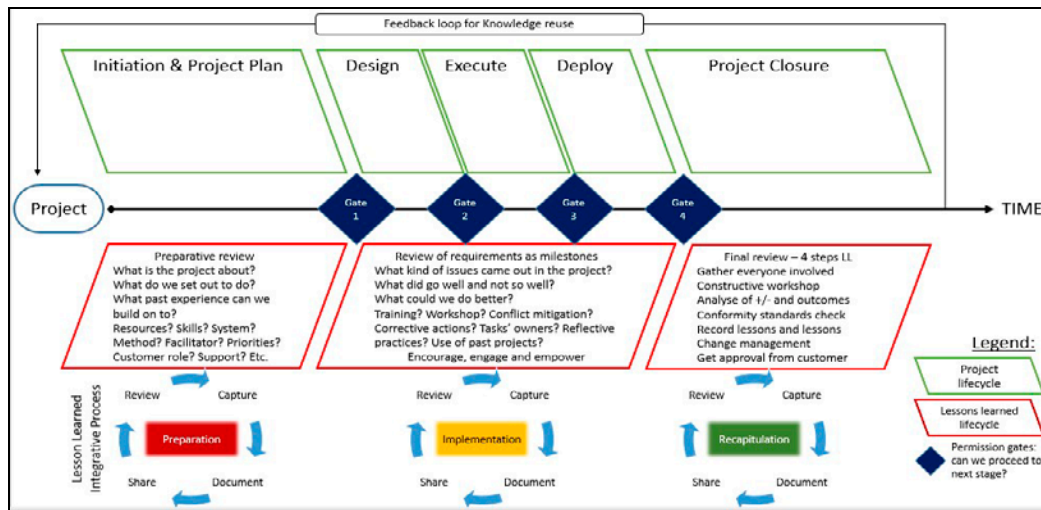 Feedback loop for Knowledge reuse
Initiation & Project Plan
Design
Execute
Deploy
Project Closure
Project
Gate
1
Gate
2
Gate
3
Gate
4
TIME
Preparative review
What is the project about?
What do we set out to do?
What past experience can we
build on to?
Resources? Skills? System?
Method? Facilitator? Priorities?
Customer role? Support? Etc.
Review of requirements as milestones
What kind of issues came out in the project?
What did go well and not so well?
What could we do better?
Training? Workshop? Conflict mitigation?
Corrective actions? Tasks' owners? Reflective
practices? Use of past projects?
Encourage, engage and empower
Final review – 4 steps LL
Gather everyone involved
Constructive workshop
Analyse of +/- and outcomes
Conformity standards check
Record lessons and lessons
Change management
Get approval from customer
Legend:
Project
lifecycle
Lessons learned
lifecycle
Permission gates:
can we proceed to
next stage?
Lesson Learned
Integrative Process
Review
Capture
Preparation
Share
Document
Review
Capture
Implementation
Share
Document
Review
Capture
Recapitulation
Share
Document